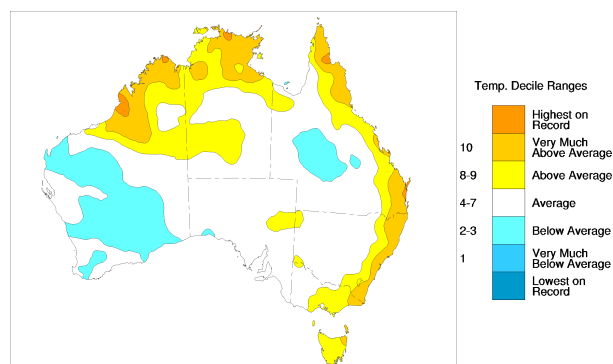 Temp. Decile Ranges
Highest on
Record
10
Very Much
Above Average
8-9
Above Average
4-7
Average
2-3
Below Average
1
Very Much
Below Average
Lowest on
Record